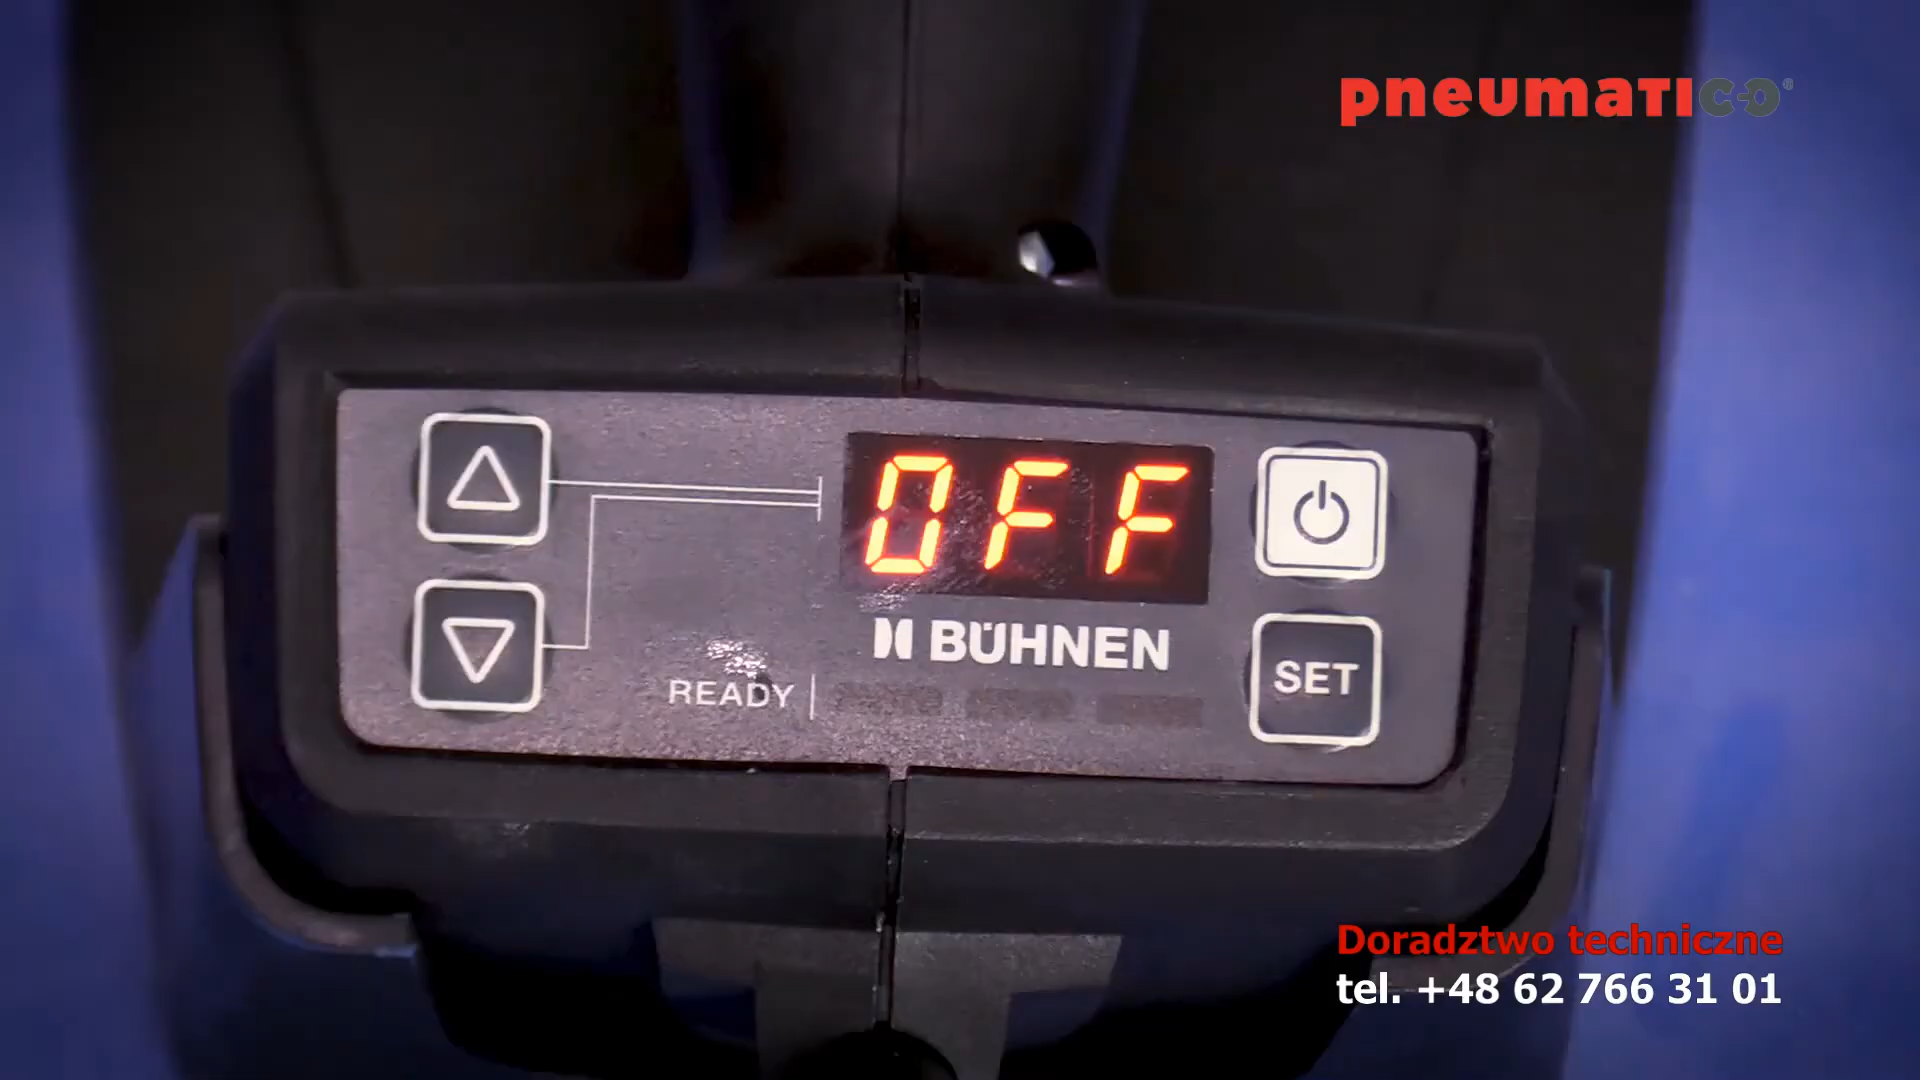 pneumatico®
OFF
BÜHNEN
READY
SET
Doradztwo techniczne
tel. +48 62 766 31 01